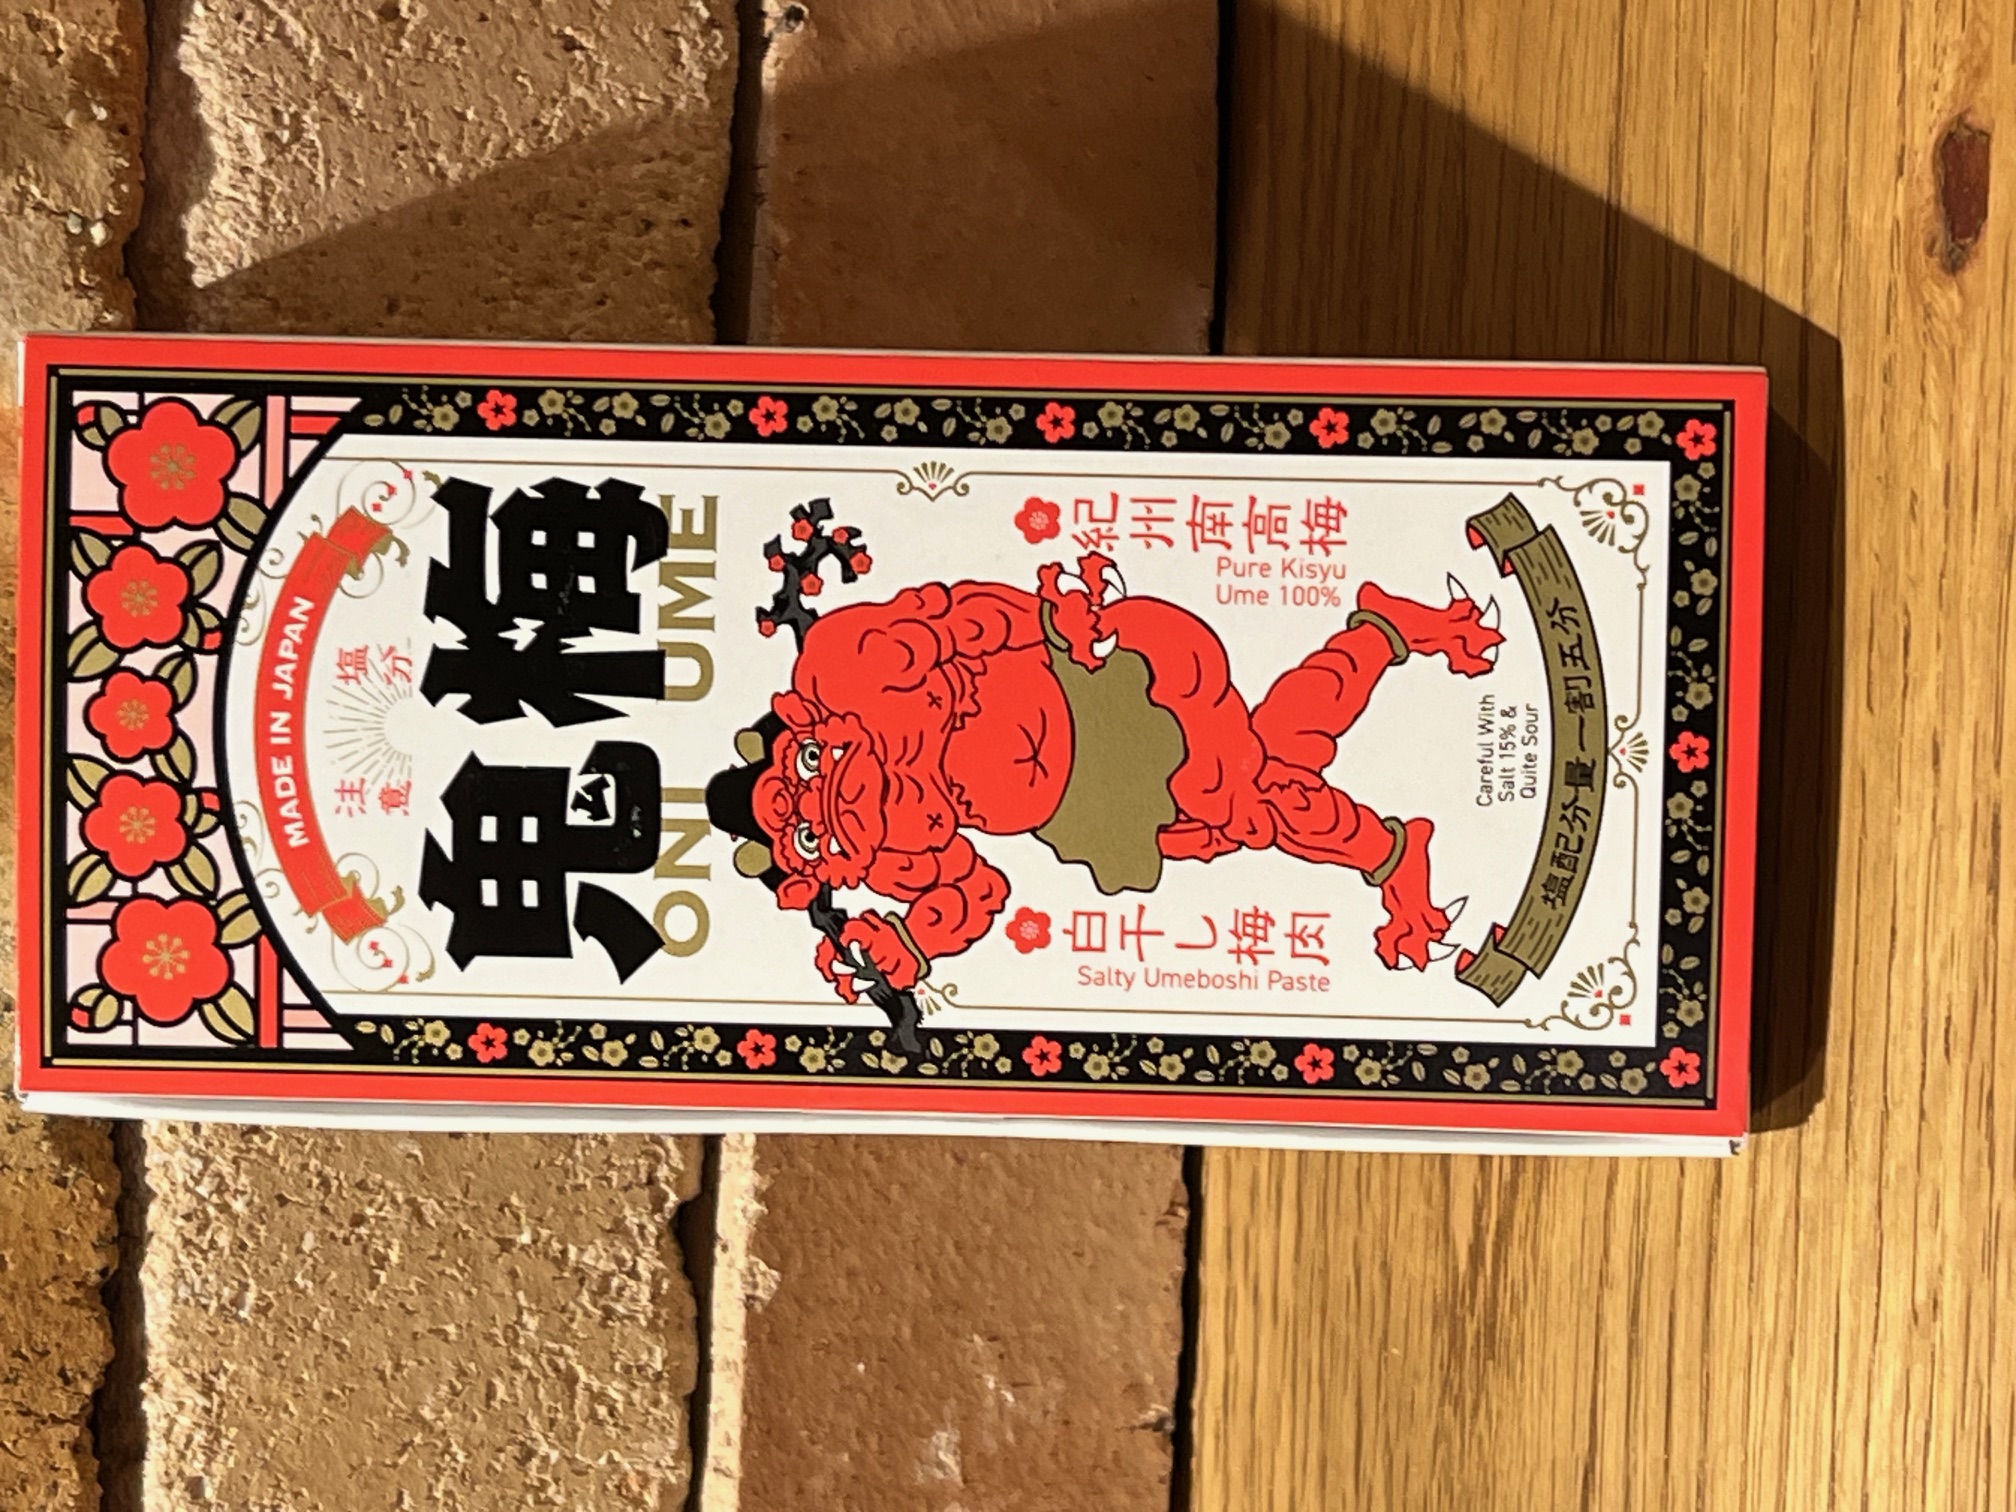 MADE IN JAPAN
注意
塩分
鬼梅
ONI UME
白干し梅肉
Salty Umeboshi Paste
紀州南高梅
Pure Kisyu
Ume 100%
Careful With
Salt 15% &
Quite Sour
塩配分量一割五分